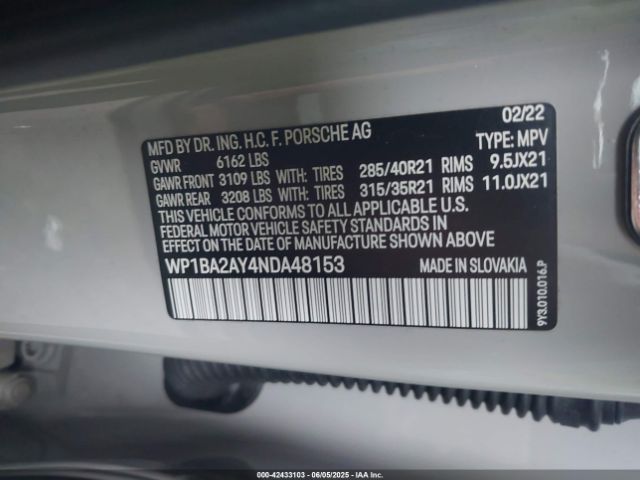 02/22
MFD BY DR. ING. H.C. F. PORSCHE AG
TYPE: MPV
GVWR 6162 LBS
GAWR FRONT 3109 LBS WITH: TIRES 285/40R21 RIMS 9.5JX21
GAWR REAR 3208 LBS WITH: TIRES 315/35R21 RIMS 11.0JX21
THIS VEHICLE CONFORMS TO ALL APPLICABLE U.S.
FEDERAL MOTOR VEHICLE SAFETY STANDARDS IN
EFFECT ON THE DATE OF MANUFACTURE SHOWN ABOVE
WP1BA2AY4NDA48153 MADE IN SLOVAKIA
9Y3.010.016.P
000-42433103 - 06/05/2025 - IAA Inc.